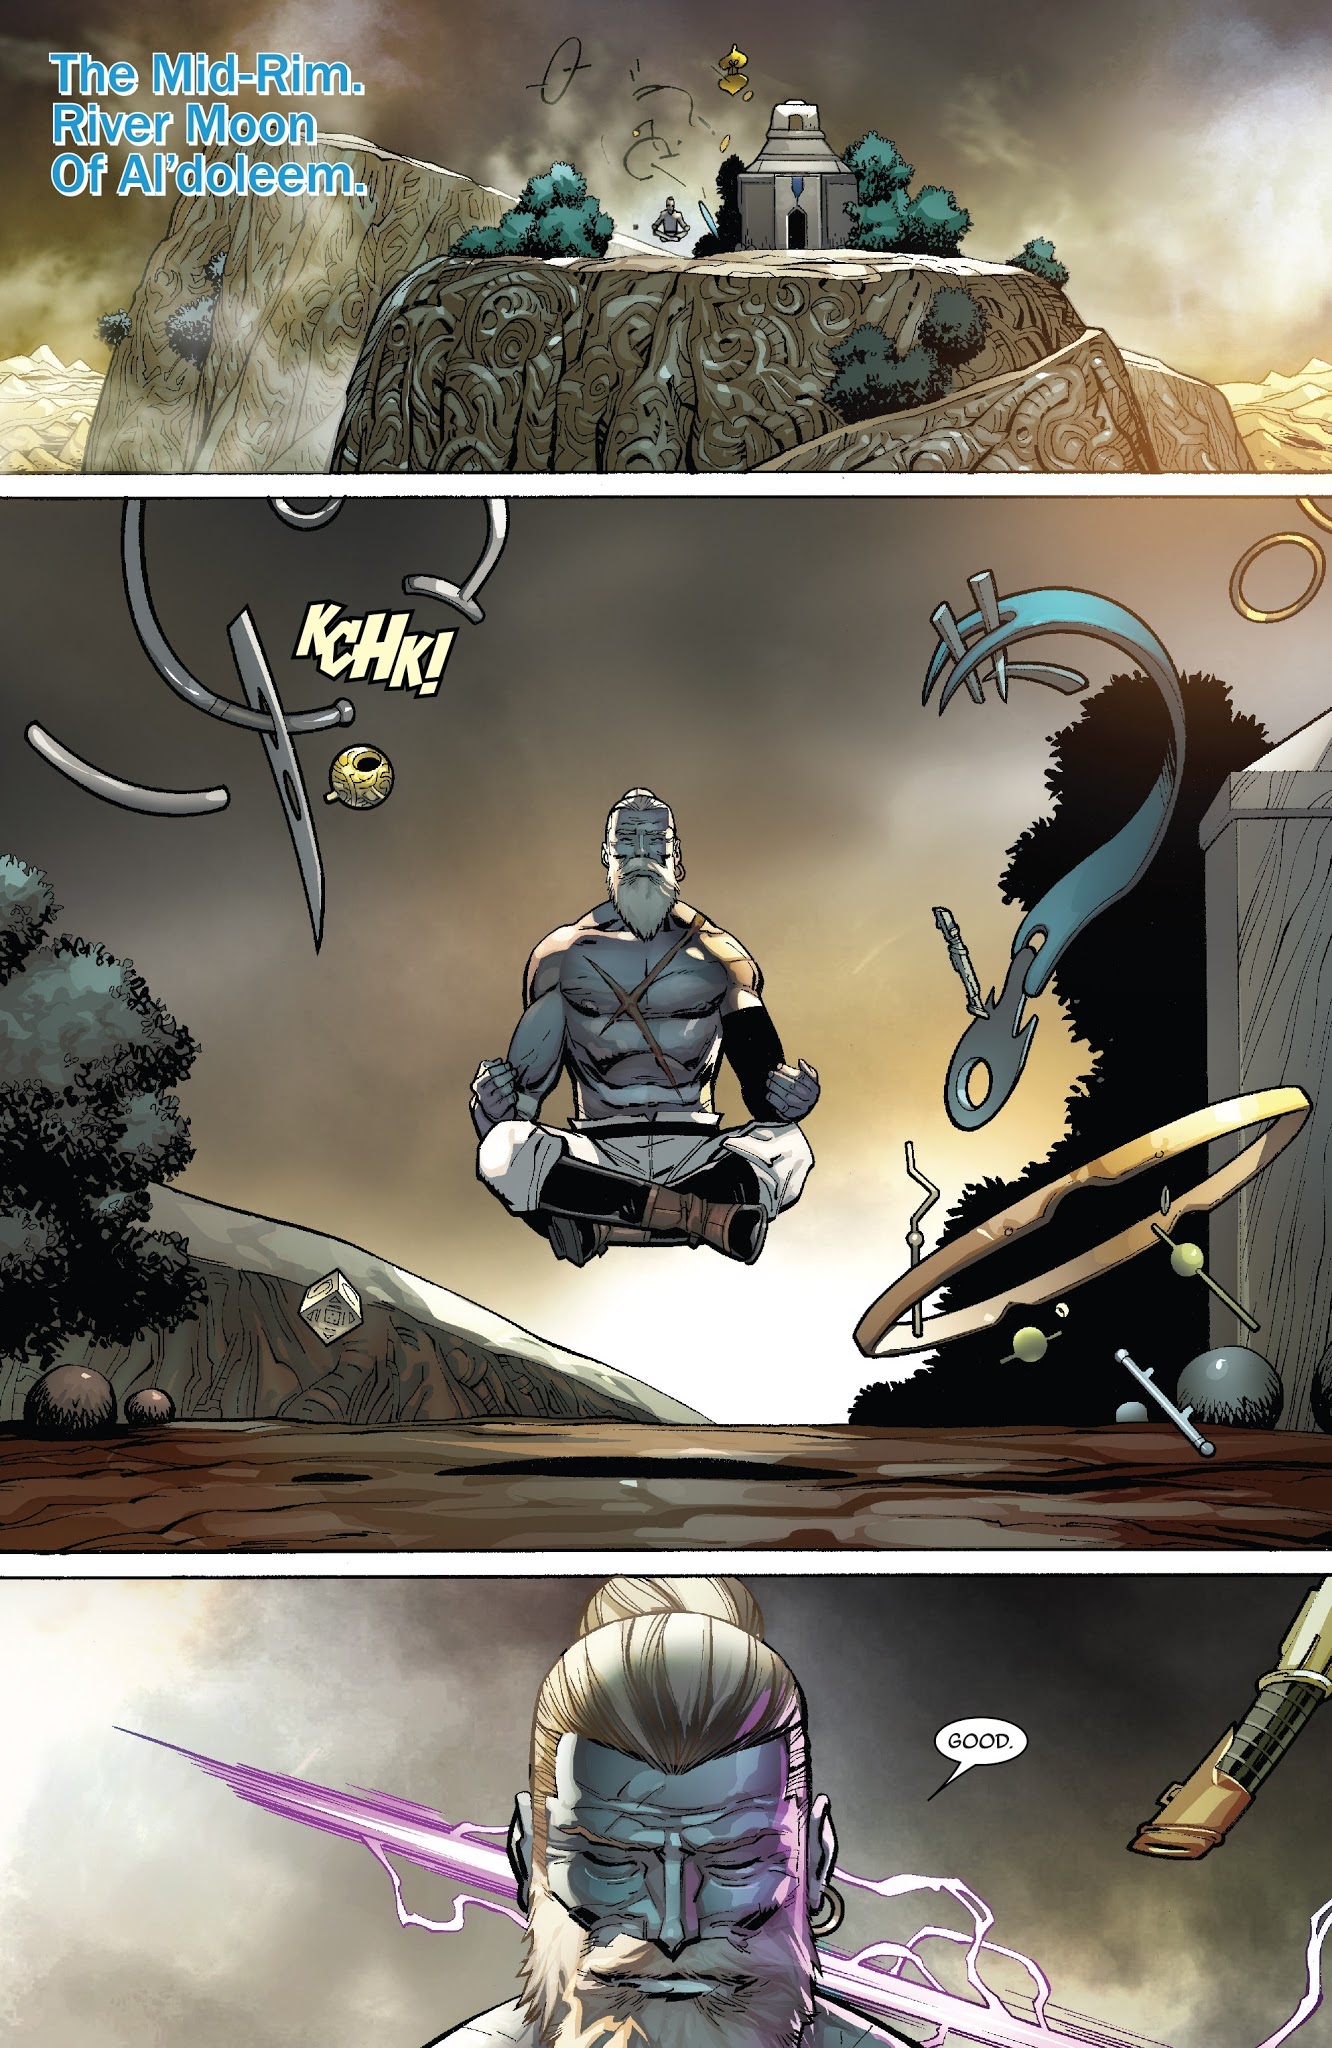 The Mid-Rim.
River Moon
Of Al'doleem.
KCHK!
GOOD.